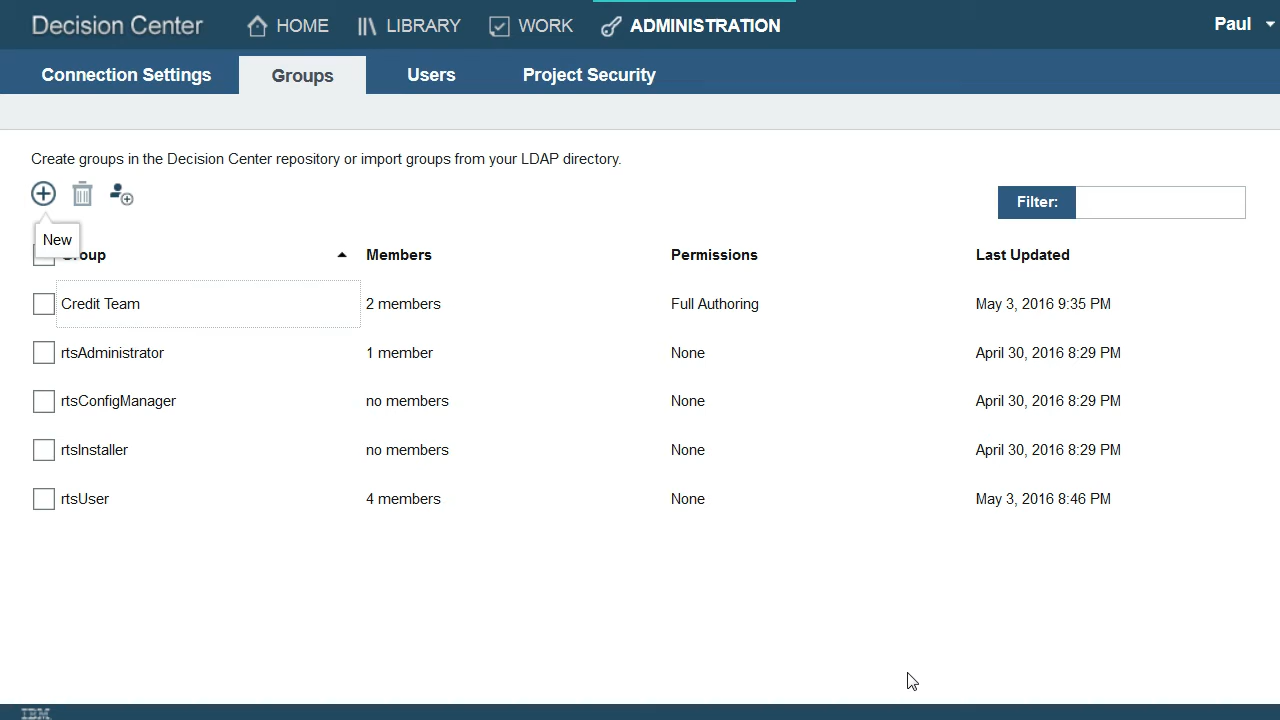 Decision Center HOME LIBRARY WORK ADMINISTRATION Paul
Connection Settings Groups Users Project Security
Create groups in the Decision Center repository or import groups from your LDAP directory.
Filter:
New
Members Permissions Last Updated
Credit Team 2 members Full Authoring May 3, 2016 9:35 PM
rtsAdministrator 1 member None April 30, 2016 8:29 PM
rtsConfigManager no members None April 30, 2016 8:29 PM
rtsInstaller no members None April 30, 2016 8:29 PM
rtsUser 4 members None May 3, 2016 8:46 PM
IBM